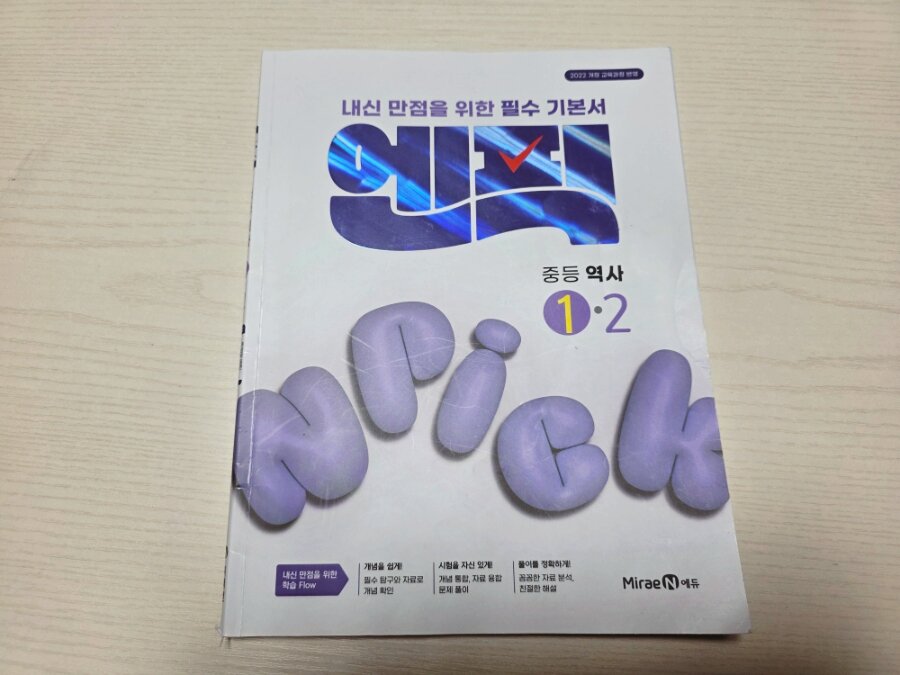 2022 개정 교육과정 반영
내신 만점을 위한 필수 기본서
엔픽
중등 역사
1·2
NPick
내신 만점을 위한
학습 Flow
개념을 쉽게!
필수 탐구와 자료로
개념 확인
시험을 자신 있게!
개념 통합, 자료 융합
문제 풀이
풀이를 정확하게!
꼼꼼한 자료 분석,
친절한 해설
Mirae N 에듀